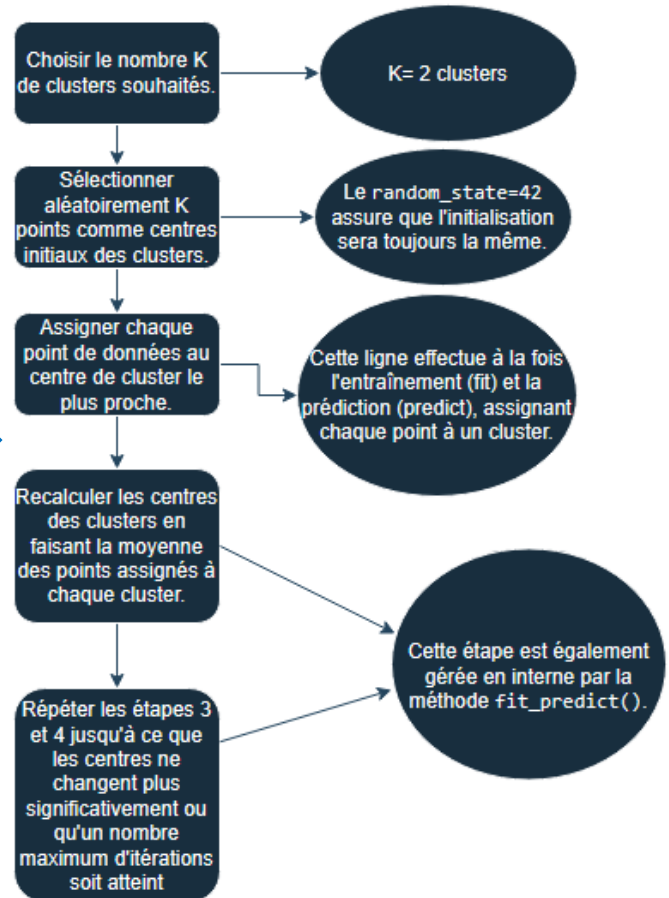 Choisir le nombre K
de clusters souhaités.
K= 2 clusters
Sélectionner
aléatoirement K
points comme centres
initiaux des clusters.
Le random_state=42
assure que l'initialisation
sera toujours la même.
Assigner chaque
point de données au
centre de cluster le
plus proche.
Cette ligne effectue à la fois
l'entraînement (fit) et la
prédiction (predict), assignant
chaque point à un cluster.
Recalculer les centres
des clusters en
faisant la moyenne
des points assignés à
chaque cluster.
Cette étape est également
gérée en interne par la
méthode fit_predict().
Répéter les étapes 3
et 4 jusqu'à ce que
les centres ne
changent plus
significativement ou
qu'un nombre
maximum d'itérations
soit atteint